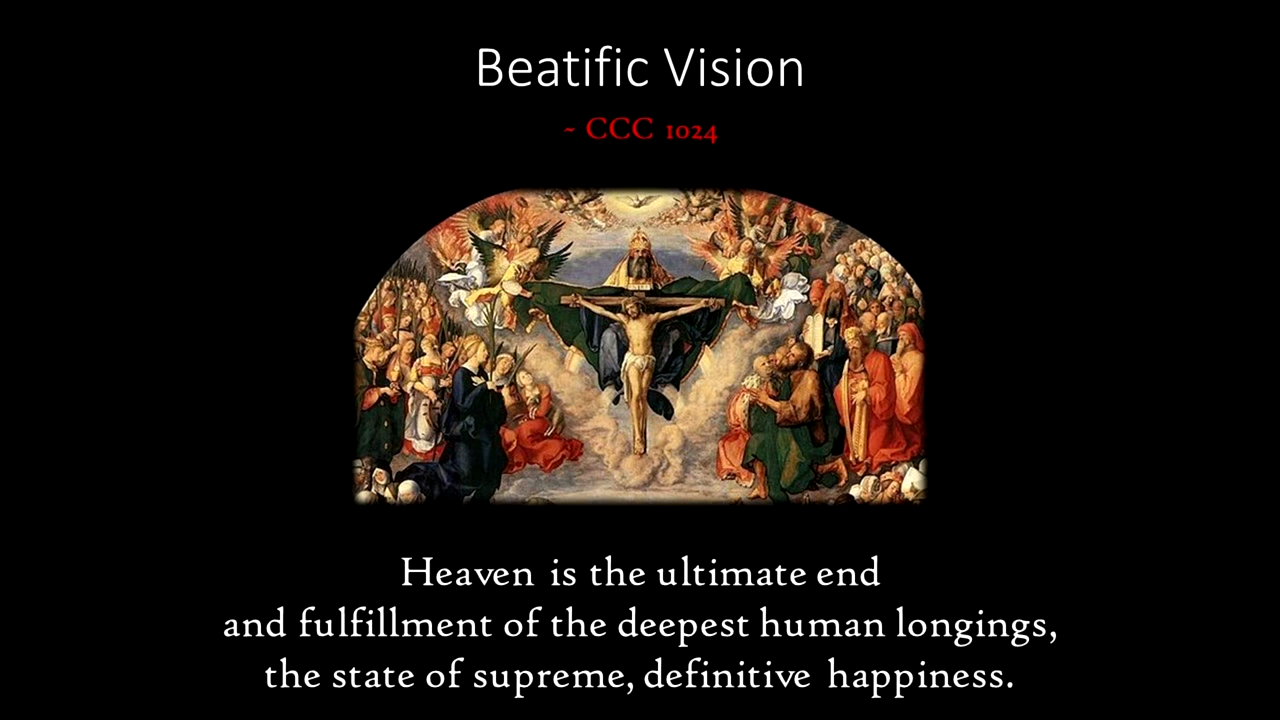 Beatific Vision
~ CCC 1024
Heaven is the ultimate end
and fulfillment of the deepest human longings,
the state of supreme, definitive happiness.